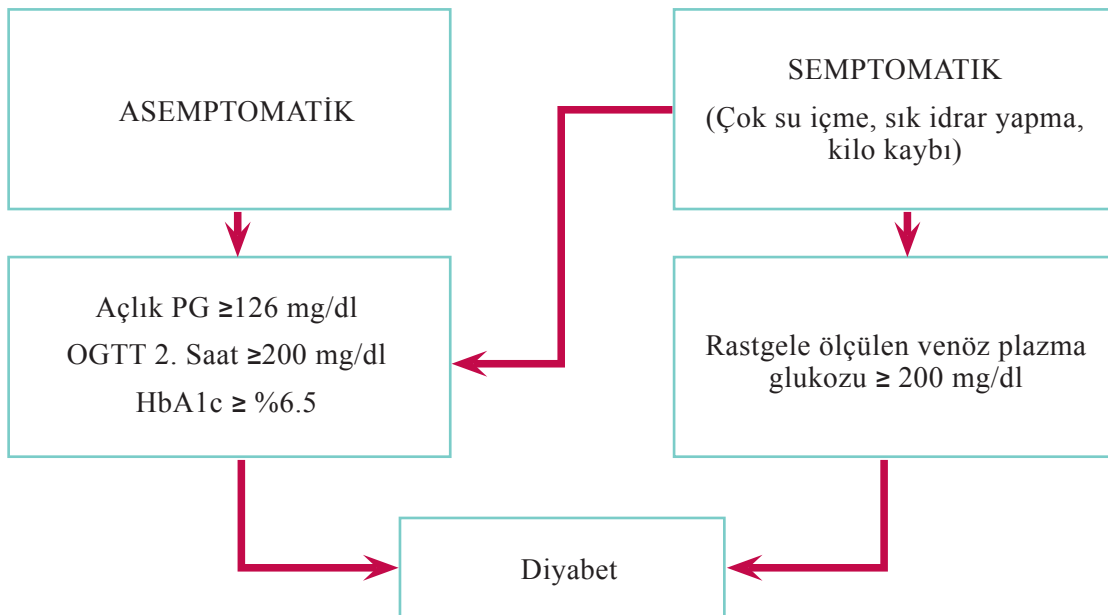 ASEMPTOMATİK
SEMPTOMATIK
(Çok su içme, sık idrar yapma,
kilo kaybı)
Açlık PG ≥126 mg/dl
OGTT 2. Saat ≥200 mg/dl
HbA1c ≥ %6.5
Rastgele ölçülen venöz plazma
glukozu ≥ 200 mg/dl
Diyabet